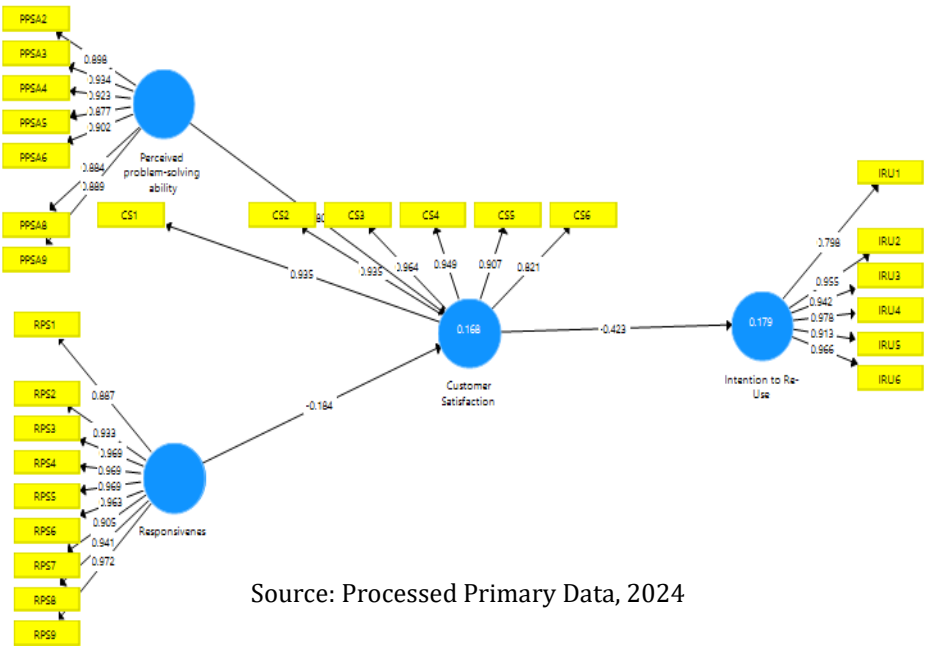 PPSA2
PPSA3
PPSA4
PPSA5
PPSA6
PPSA8
PPSA9
0.898
0.934
0.923
0.877
0.902
0.884
0.889
Perceived
problem-solving
ability
CS1
CS2
CS3
CS4
CS5
CS6
0.935
0.935
0.964
0.949
0.907
0.821
0.168
Customer
Satisfaction
-0.423
-0.184
IRU1
IRU2
IRU3
IRU4
IRU5
IRU6
0.798
0.955
0.942
0.978
0.913
0.966
0.179
Intention to Re-
Use
RPS1
RPS2
RPS3
RPS4
RPS5
RPS6
RPS7
RPS8
RPS9
0.887
0.933
0.969
0.969
0.969
0.963
0.905
0.941
0.972
Responsivenes
Source: Processed Primary Data, 2024